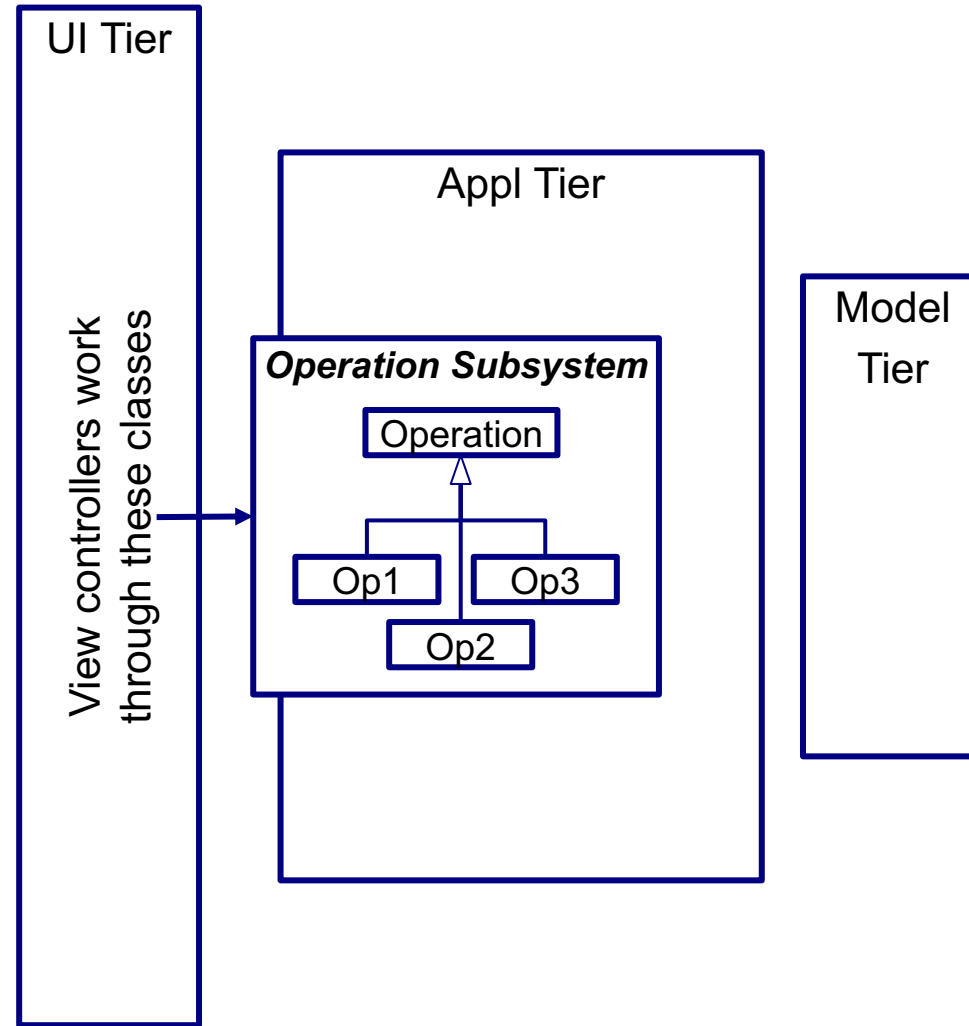 UI Tier
View controllers work
through these classes
Appl Tier
Operation Subsystem
Operation
Op1
Op3
Op2
Model
Tier